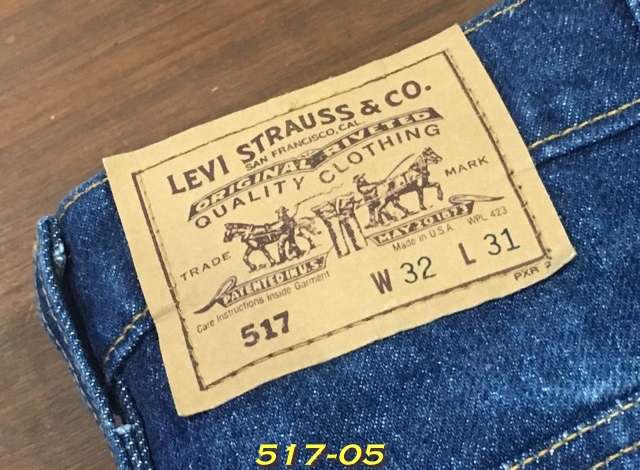 LEVI STRAUSS & CO.
SAN FRANCISCO, CAL.
ORIGINAL RIVETED
QUALITY CLOTHING
TRADE MARK
PATENTED IN U.S. MAY 20 1873
Care Instructions Inside Garment Made in U.S.A. WPL 423
517 W 32 L 31
PXR 2
517-05